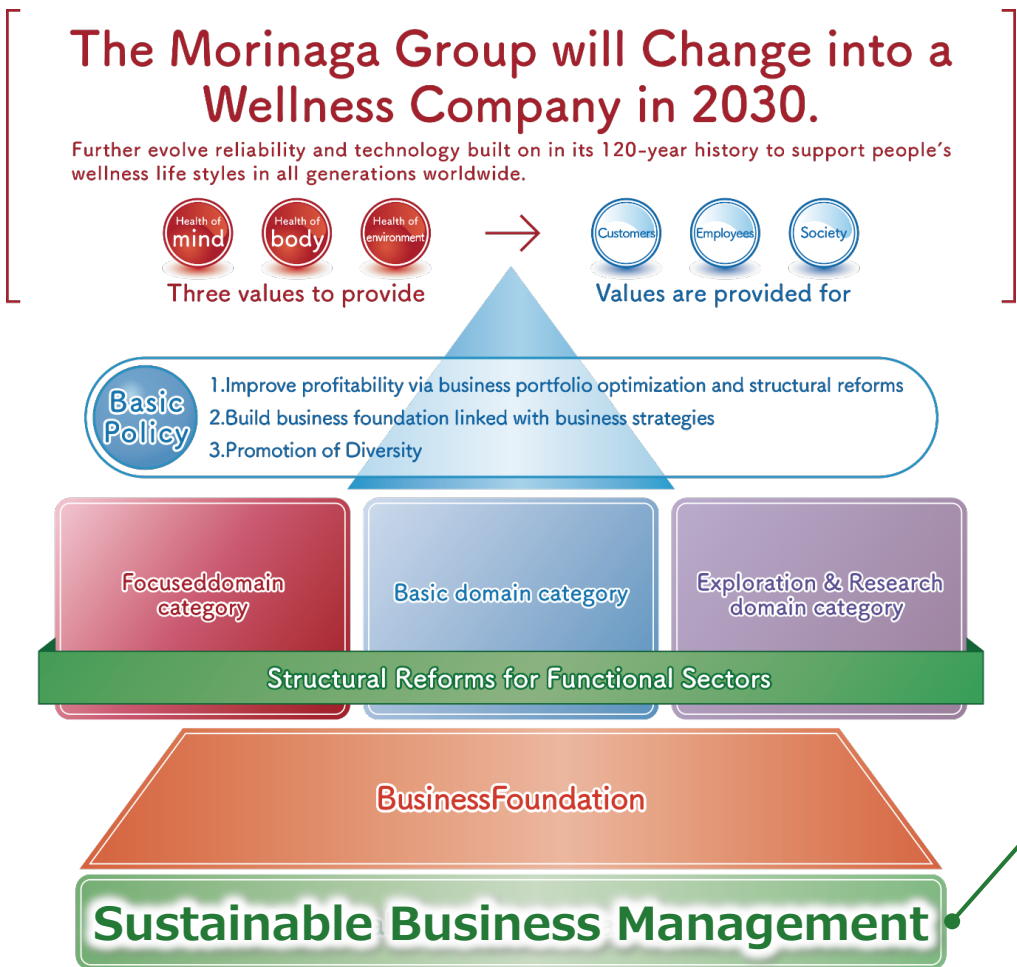 The Morinaga Group will Change into a
Wellness Company in 2030.
Further evolve reliability and technology built on in its 120-year history to support people's
wellness life styles in all generations worldwide.
Health of
mind
Health of
body
Health of
environment
Customers
Employees
Society
Three values to provide
Values are provided for
Basic
Policy
1.Improve profitability via business portfolio optimization and structural reforms
2.Build business foundation linked with business strategies
3.Promotion of Diversity
Focuseddomain
category
Basic domain category
Exploration & Research
domain category
Structural Reforms for Functional Sectors
BusinessFoundation
Sustainable Business Management